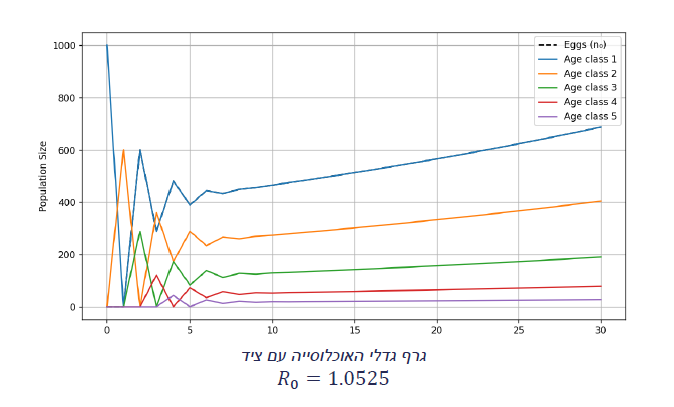 Eggs (n₀)
Age class 1
Age class 2
Age class 3
Age class 4
Age class 5
Population Size
1000
800
600
400
200
0
0 5 10 15 20 25 30
גרף גדלי האוכלוסייה עם ציד
R₀ = 1.0525